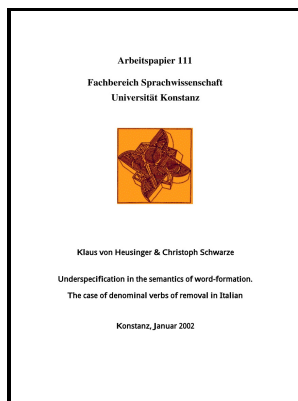 Arbeitspapier 111
Fachbereich Sprachwissenschaft
Universität Konstanz
Klaus von Heusinger & Christoph Schwarze
Underspecification in the semantics of word-formation.
The case of denominal verbs of removal in Italian
Konstanz, Januar 2002